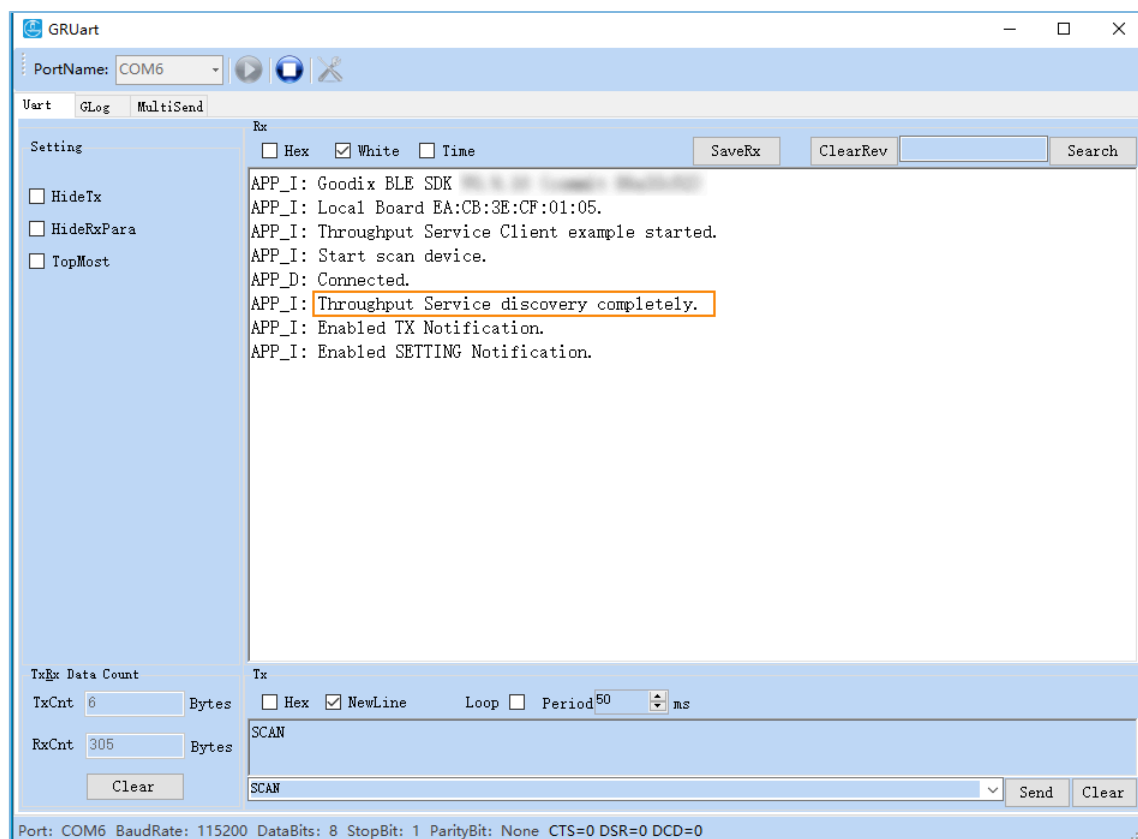 GRUart
PortName: COM6
Uart GLog MultiSend
Setting
HideTx
HideRxPara
TopMost
Rx
Hex White Time SaveRx ClearRev Search
APP_I: Goodix BLE SDK
APP_I: Local Board EA:CB:3E:CF:01:05.
APP_I: Throughput Service Client example started.
APP_I: Start scan device.
APP_D: Connected.
APP_I: Throughput Service discovery completely.
APP_I: Enabled TX Notification.
APP_I: Enabled SETTING Notification.
TxRx Data Count
TxCnt 6 Bytes
RxCnt 305 Bytes
Clear
Tx
Hex NewLine Loop Period 50 ms
SCAN
SCAN Send Clear
Port: COM6 BaudRate: 115200 DataBits: 8 StopBit: 1 ParityBit: None CTS=0 DSR=0 DCD=0